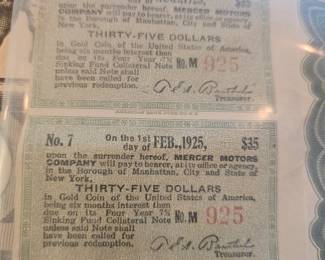 upon the surrender hereof, MERCER MOTORS
COMPANY will pay to bearer, at its office or agency,
in the Borough of Manhattan, City and State of
New York.
$35
THIRTY-FIVE DOLLARS
in Gold Coin of the United States of America,
being six months interest then
due on its Four Year 7%
Sinking Fund Collateral Note
unless said Note shall
have been called for
previous redemption.
No. M 925
Treasurer.
No. 7 On the 1st day of FEB., 1925, $35
upon the surrender hereof, MERCER MOTORS
COMPANY will pay to bearer, at its office or agency,
in the Borough of Manhattan, City and State of
New York.
THIRTY-FIVE DOLLARS
in Gold Coin of the United States of America,
being six months interest then
due on its Four Year 7%
Sinking Fund Collateral Note
unless said Note shall
have been called for
previous redemption.
No. M 925
Treasurer.